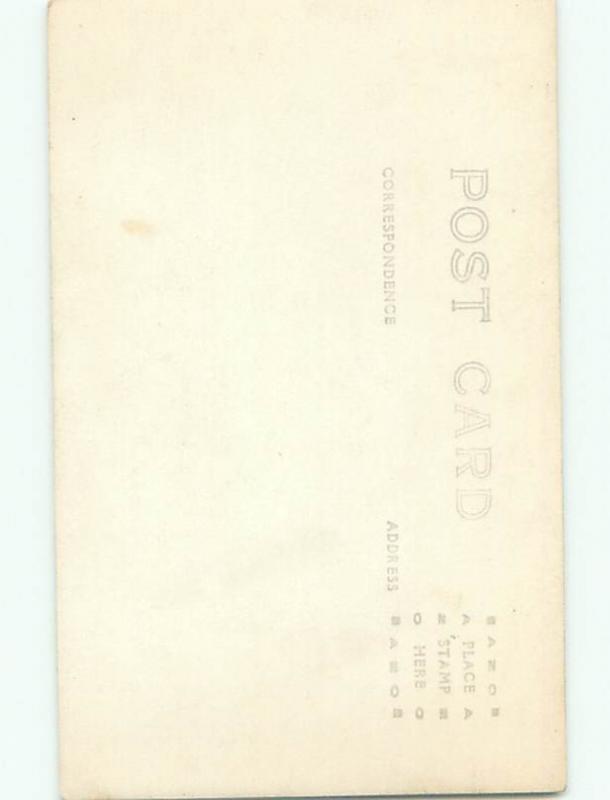 POST CARD
CORRESPONDENCE
ADDRESS
A Z O
A PLACE A
Z STAMP Z
O HERE O
A Z O